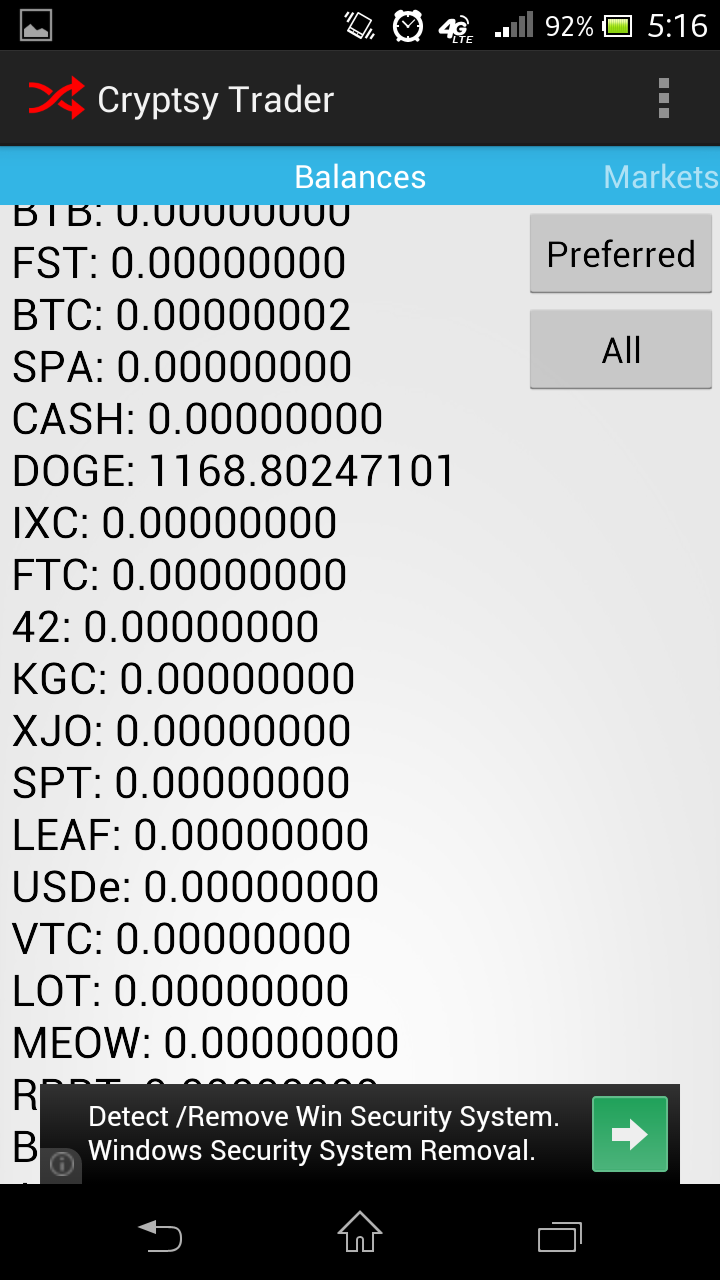 4G LTE 92% 5:16
Cryptsy Trader
Balances Markets
BTB: 0.00000000
FST: 0.00000000
Preferred
BTC: 0.00000002
SPA: 0.00000000
All
CASH: 0.00000000
DOGE: 1168.80247101
IXC: 0.00000000
FTC: 0.00000000
42: 0.00000000
KGC: 0.00000000
XJO: 0.00000000
SPT: 0.00000000
LEAF: 0.00000000
USDe: 0.00000000
VTC: 0.00000000
LOT: 0.00000000
MEOW: 0.00000000
Detect /Remove Win Security System.
Windows Security System Removal.